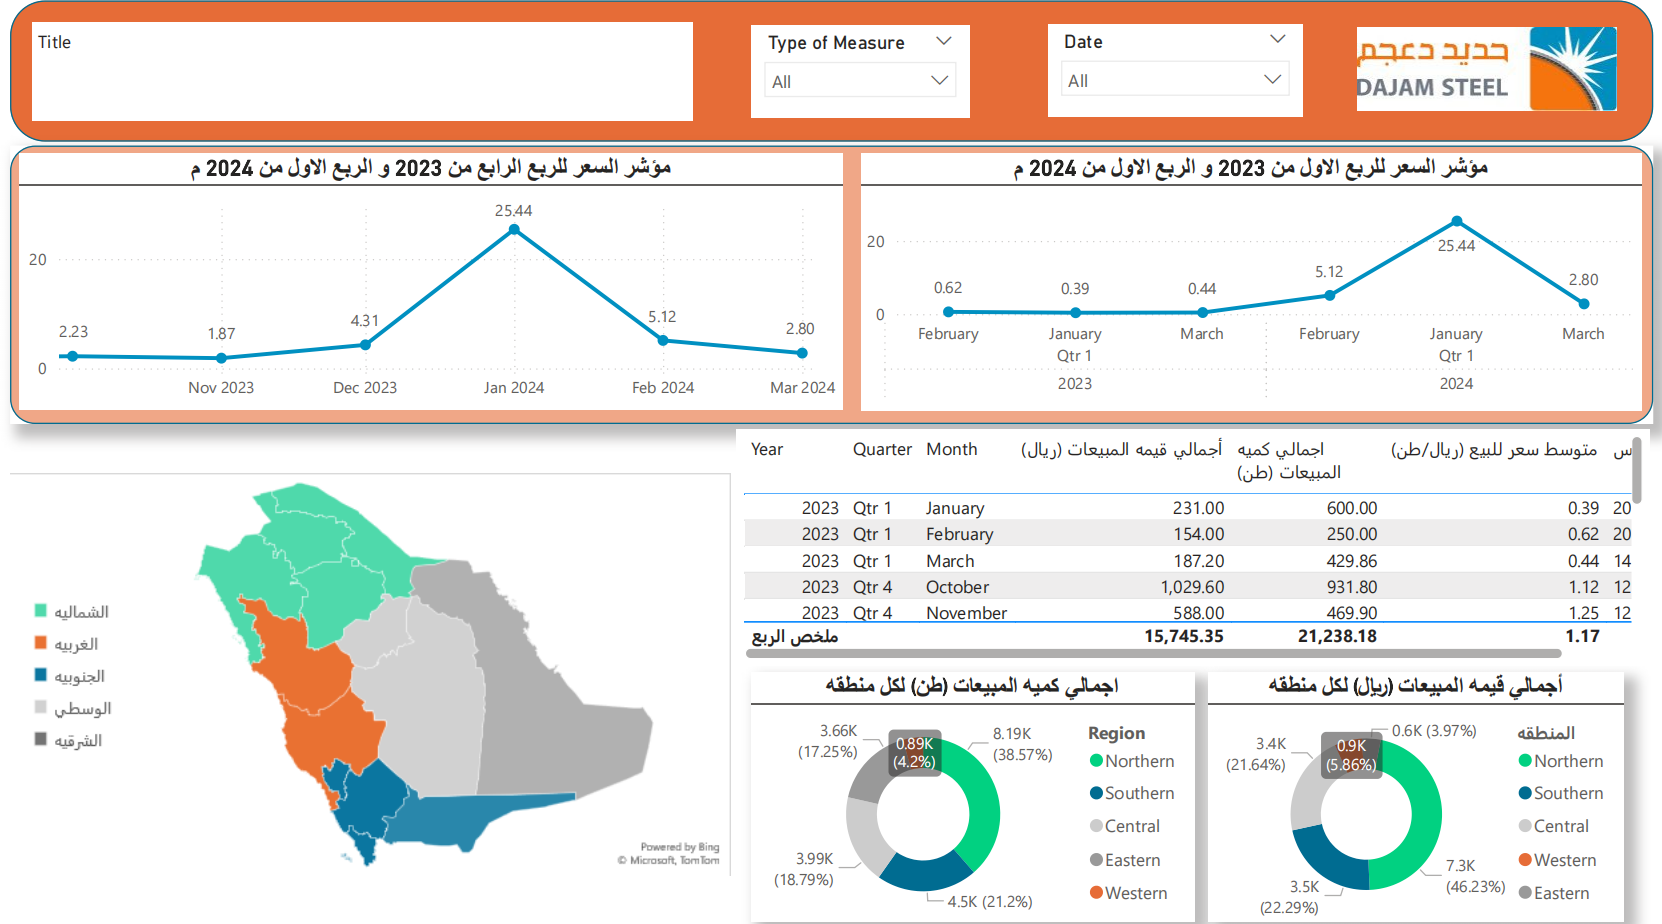 Title
Type of Measure
All
Date
All
حديد دعجم
DAJAM STEEL
مؤشر السعر للربع الرابع من 2023 و الربع الاول من 2024 م
25.44
20
2.23
1.87
4.31
5.12
2.80
0
Nov 2023
Dec 2023
Jan 2024
Feb 2024
Mar 2024
مؤشر السعر للربع الاول من 2023 و الربع الاول من 2024 م
20
25.44
0.62
0.39
0.44
5.12
2.80
0
February
January
March
February
January
March
Qtr 1
Qtr 1
2023
2024
الشماليه
الغربيه
الجنوبيه
الوسطي
الشرقيه
Powered by Bing
© Microsoft, TomTom
Year Quarter Month أجمالي قيمه المبيعات (ريال) اجمالي كميه المبيعات (طن) متوسط سعر للبيع (ريال/طن) س
2023 Qtr 1 January 231.00 600.00 0.39 20
2023 Qtr 1 February 154.00 250.00 0.62 20
2023 Qtr 1 March 187.20 429.86 0.44 14
2023 Qtr 4 October 1,029.60 931.80 1.12 12
2023 Qtr 4 November 588.00 469.90 1.25 12
ملخص الربع 15,745.35 21,238.18 1.17
اجمالي كميه المبيعات (طن) لكل منطقه
3.66K
(17.25%)
0.89K
(4.2%)
8.19K
(38.57%)
3.99K
(18.79%)
4.5K (21.2%)
Region
Northern
Southern
Central
Eastern
Western
أجمالي قيمه المبيعات (ريال) لكل منطقه
3.4K
(21.64%)
0.9K
(5.86%)
0.6K (3.97%)
7.3K
(46.23%)
3.5K
(22.29%)
المنطقه
Northern
Southern
Central
Western
Eastern